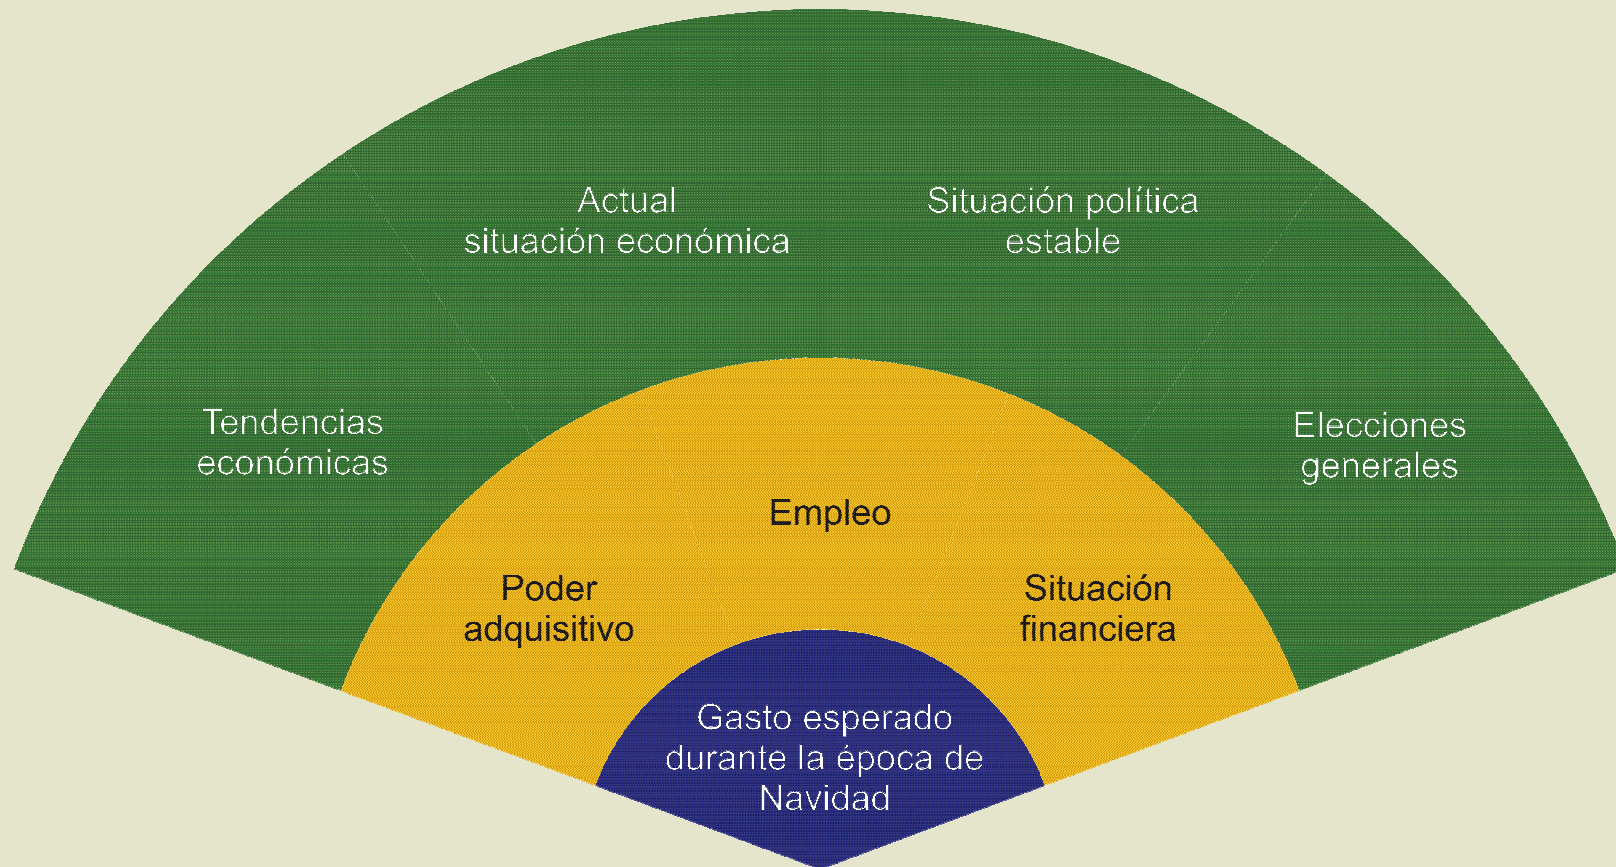 Actual
situación económica
Situación política
estable
Tendencias
económicas
Elecciones
generales
Empleo
Poder
adquisitivo
Situación
financiera
Gasto esperado
durante la época de
Navidad